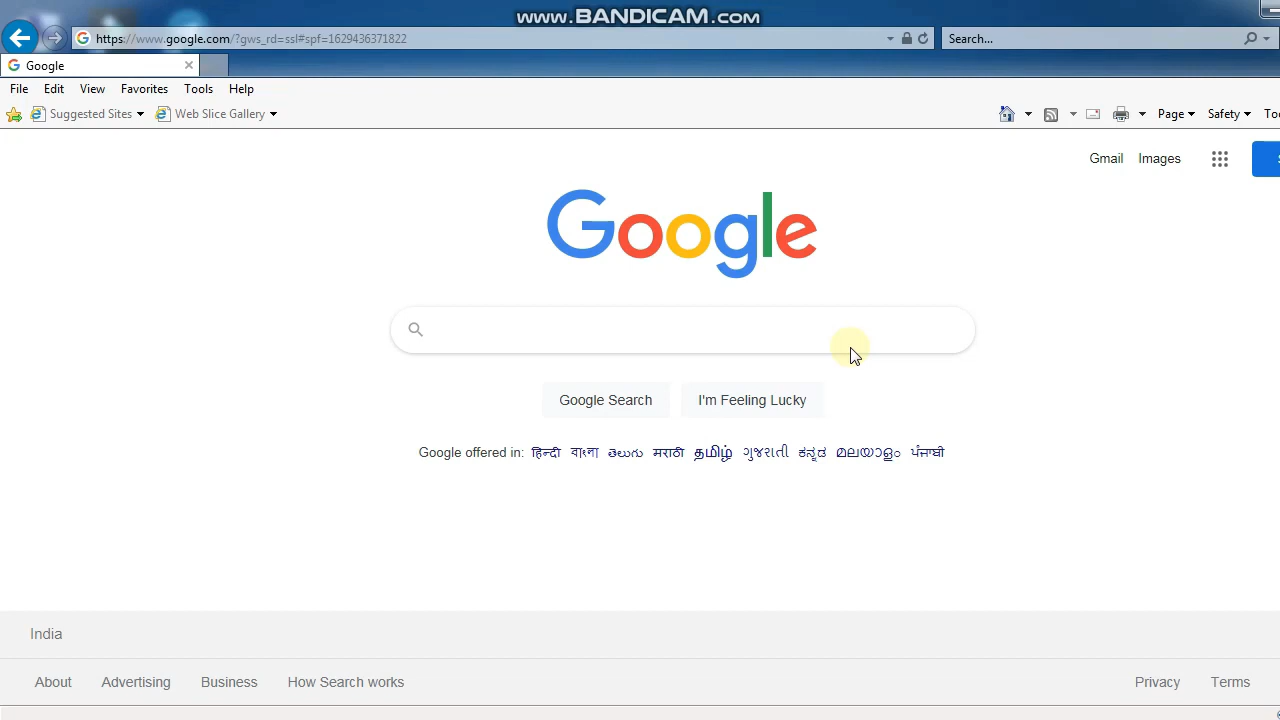 www.BANDICAM.com
https://www.google.com/?gws_rd=ssl#spf=1629436371822
Search...
Google
File Edit View Favorites Tools Help
Suggested Sites Web Slice Gallery Page Safety
Gmail Images
Google
Google Search I'm Feeling Lucky
Google offered in: हिन्दी বাংলা తెలుగు मराठी தமிழ் ગુજરાતી ಕನ್ನಡ മലയാളം ਪੰਜਾਬੀ
India
About Advertising Business How Search works Privacy Terms